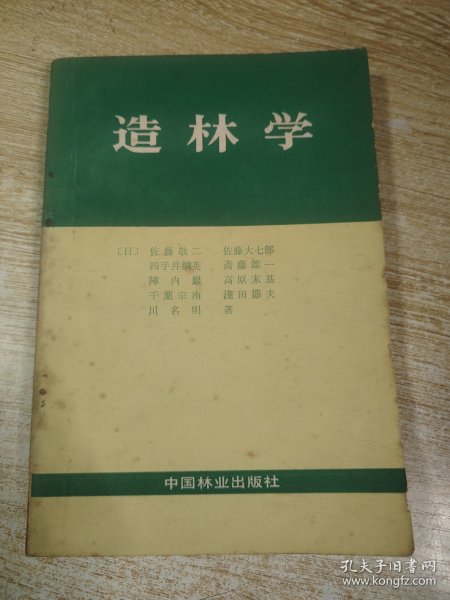 造林学
〔日〕佐藤敬二 佐藤大七郎
四手井綱英 斋藤雄一
陣内巌 高原末基
千葉宗南 淺田節夫
川名明 著
中国林业出版社
孔夫子旧书网
www.kongfz.com